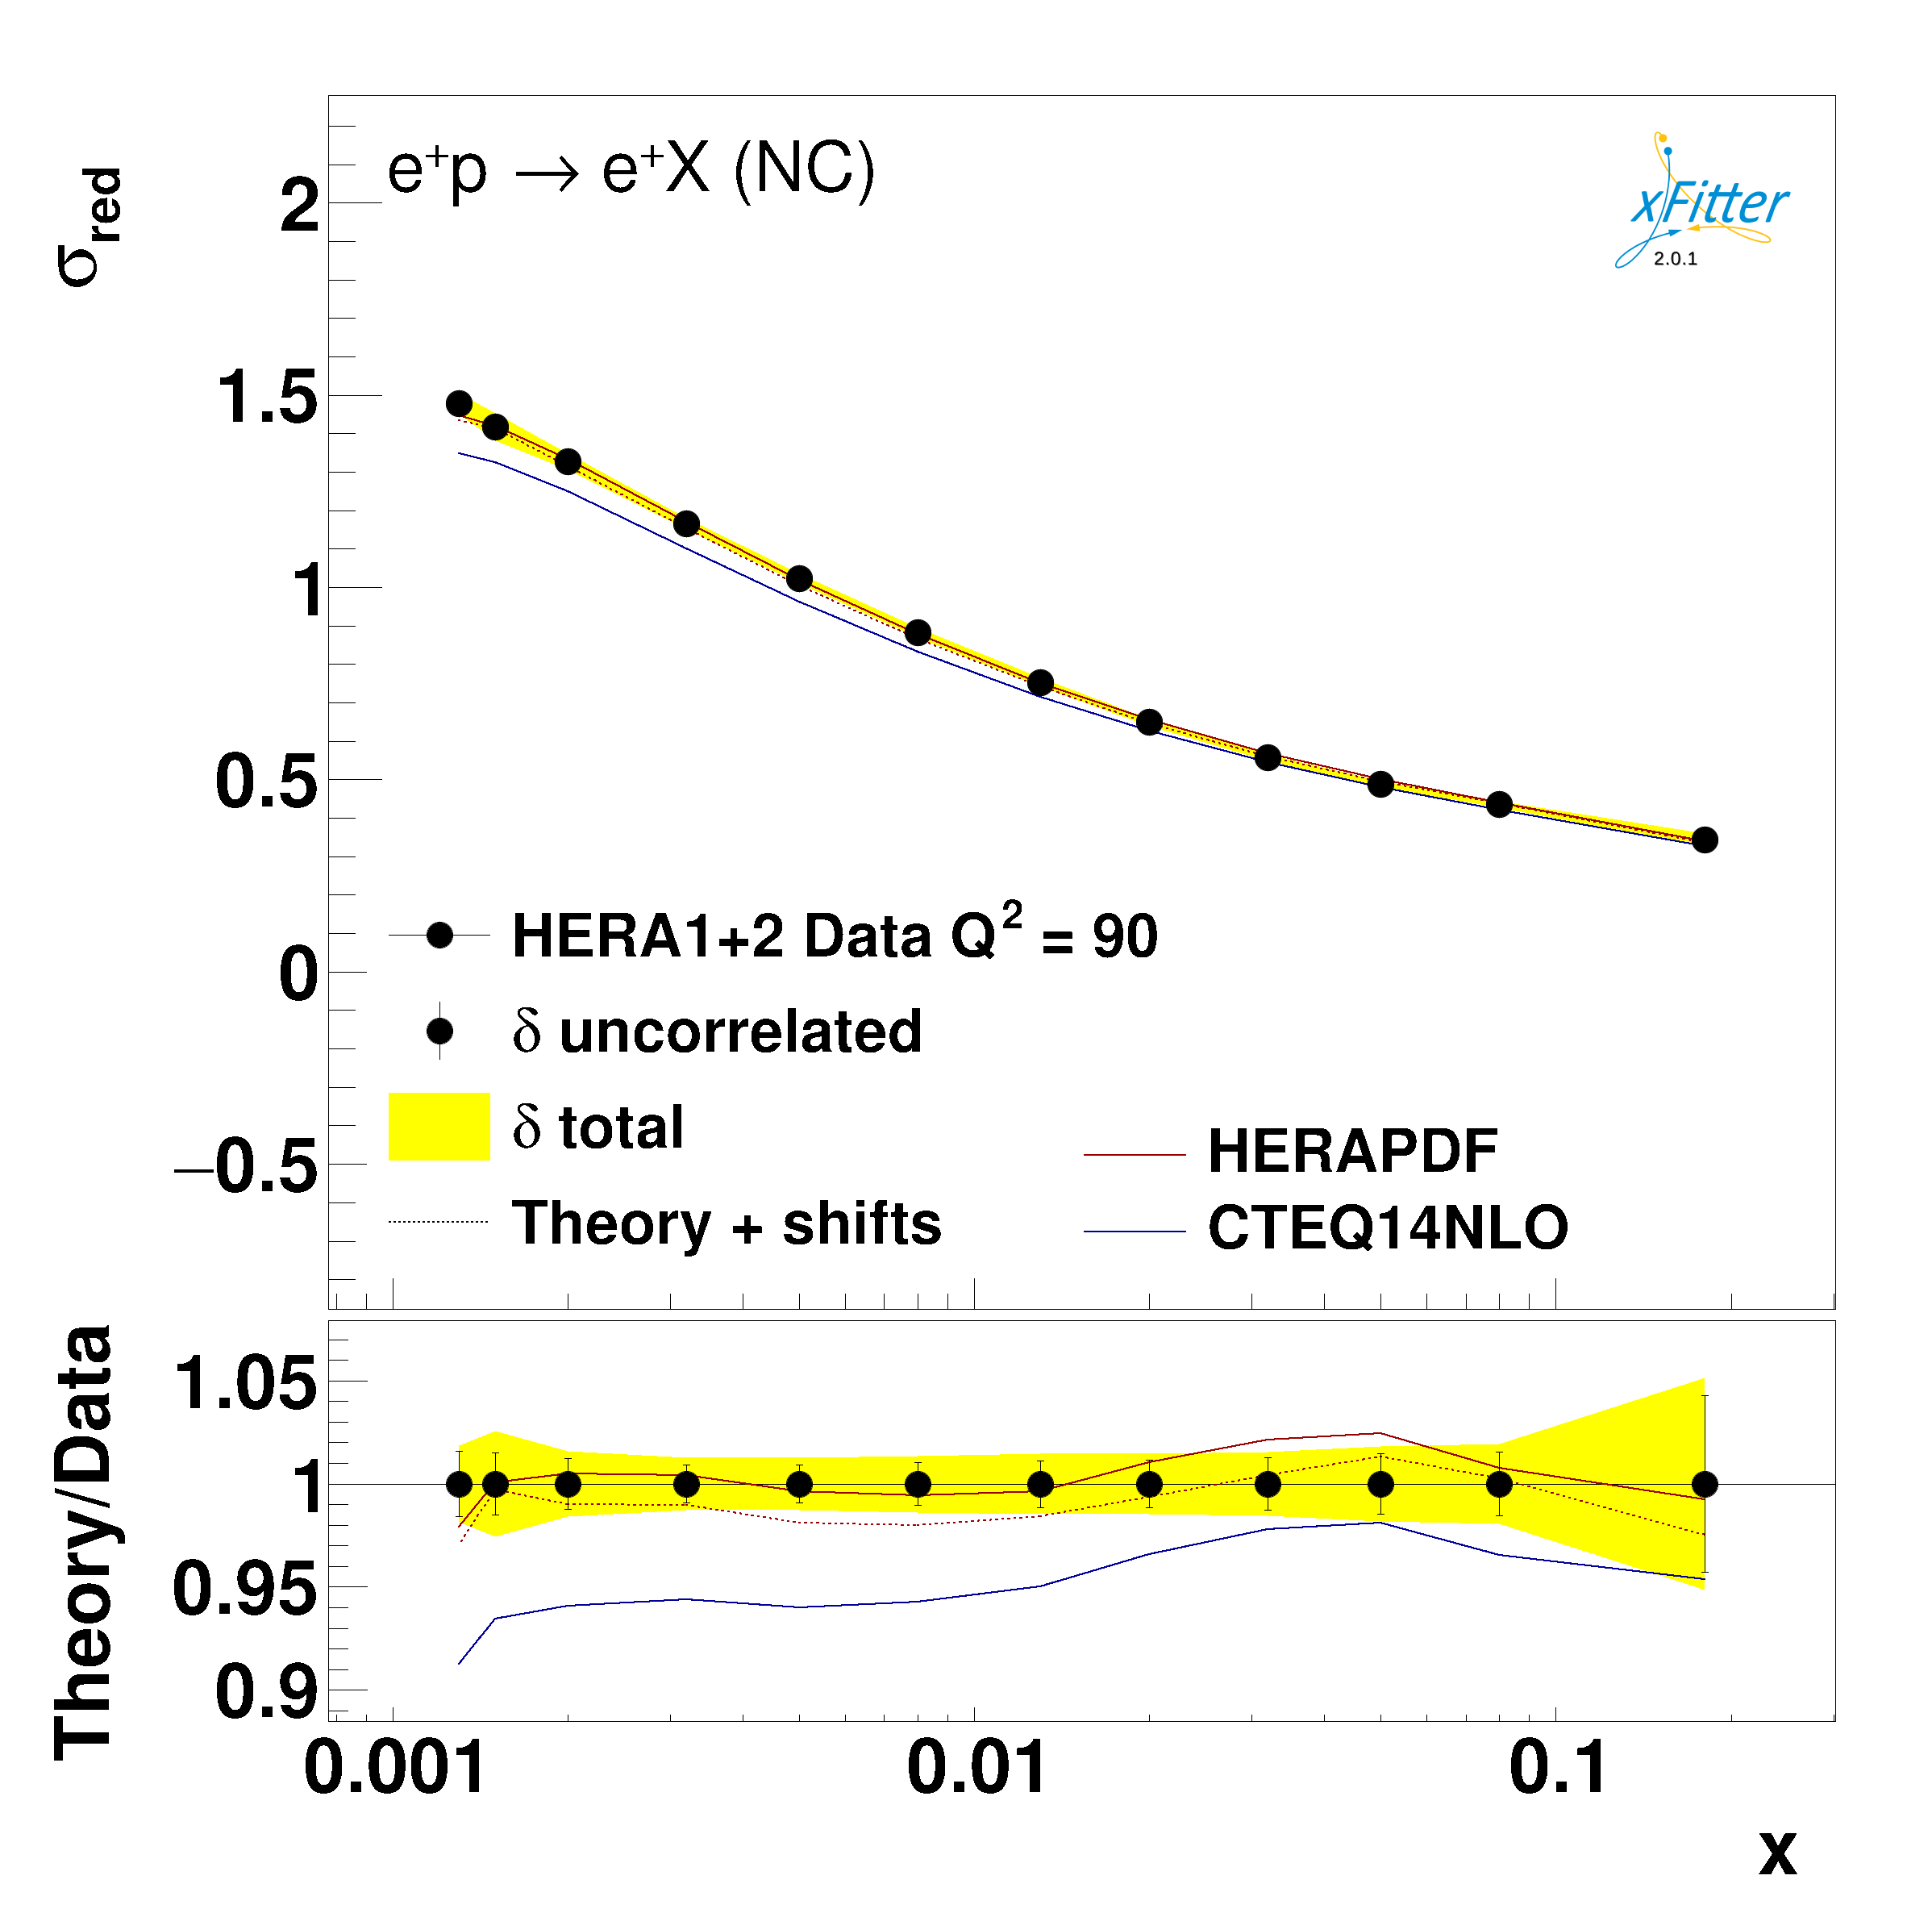 e⁺p → e⁺X (NC)
xFitter
2.0.1
σred
2
1.5
1
0.5
0
−0.5
HERA1+2 Data Q² = 90
δ uncorrelated
δ total
Theory + shifts
HERAPDF
CTEQ14NLO
Theory/Data
1.05
1
0.95
0.9
0.001
0.01
0.1
x